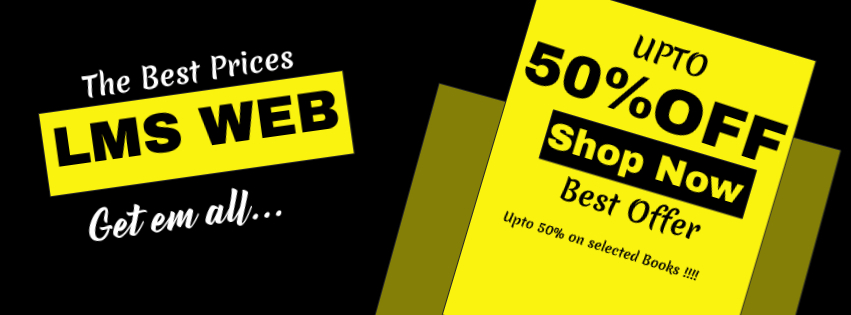 The Best Prices
LMS WEB
Get em all...
UPTO
50%OFF
Shop Now
Best Offer
Upto 50% on selected Books !!!!